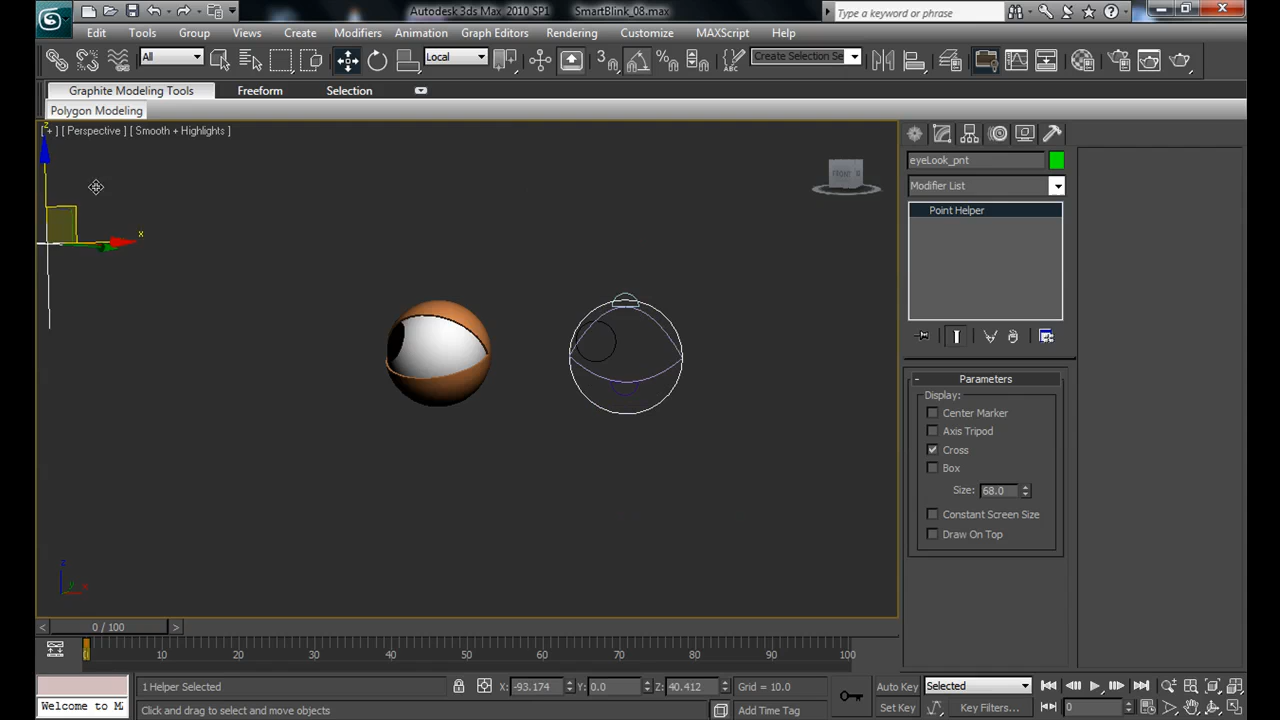 Autodesk 3ds Max 2010 SP1 SmartBlink_08.max Type a keyword or phrase
Edit Tools Group Views Create Modifiers Animation Graph Editors Rendering Customize MAXScript Help
All Local 3 Create Selection Se
Graphite Modeling Tools Freeform Selection
Polygon Modeling
[ + ] [ Perspective ] [ Smooth + Highlights ]
z
x
FRONT
eyeLook_pnt
Modifier List
Point Helper
- Parameters
Display:
Center Marker
Axis Tripod
Cross
Box
Size: 68.0
Constant Screen Size
Draw On Top
z
y x
< 0 / 100 >
0 10 20 30 40 50 60 70 80 90 100
1 Helper Selected X: -93.174 Y: 0.0 Z: 40.412 Grid = 10.0 Auto Key Selected
Welcome to MA Click and drag to select and move objects Add Time Tag Set Key Key Filters... 0